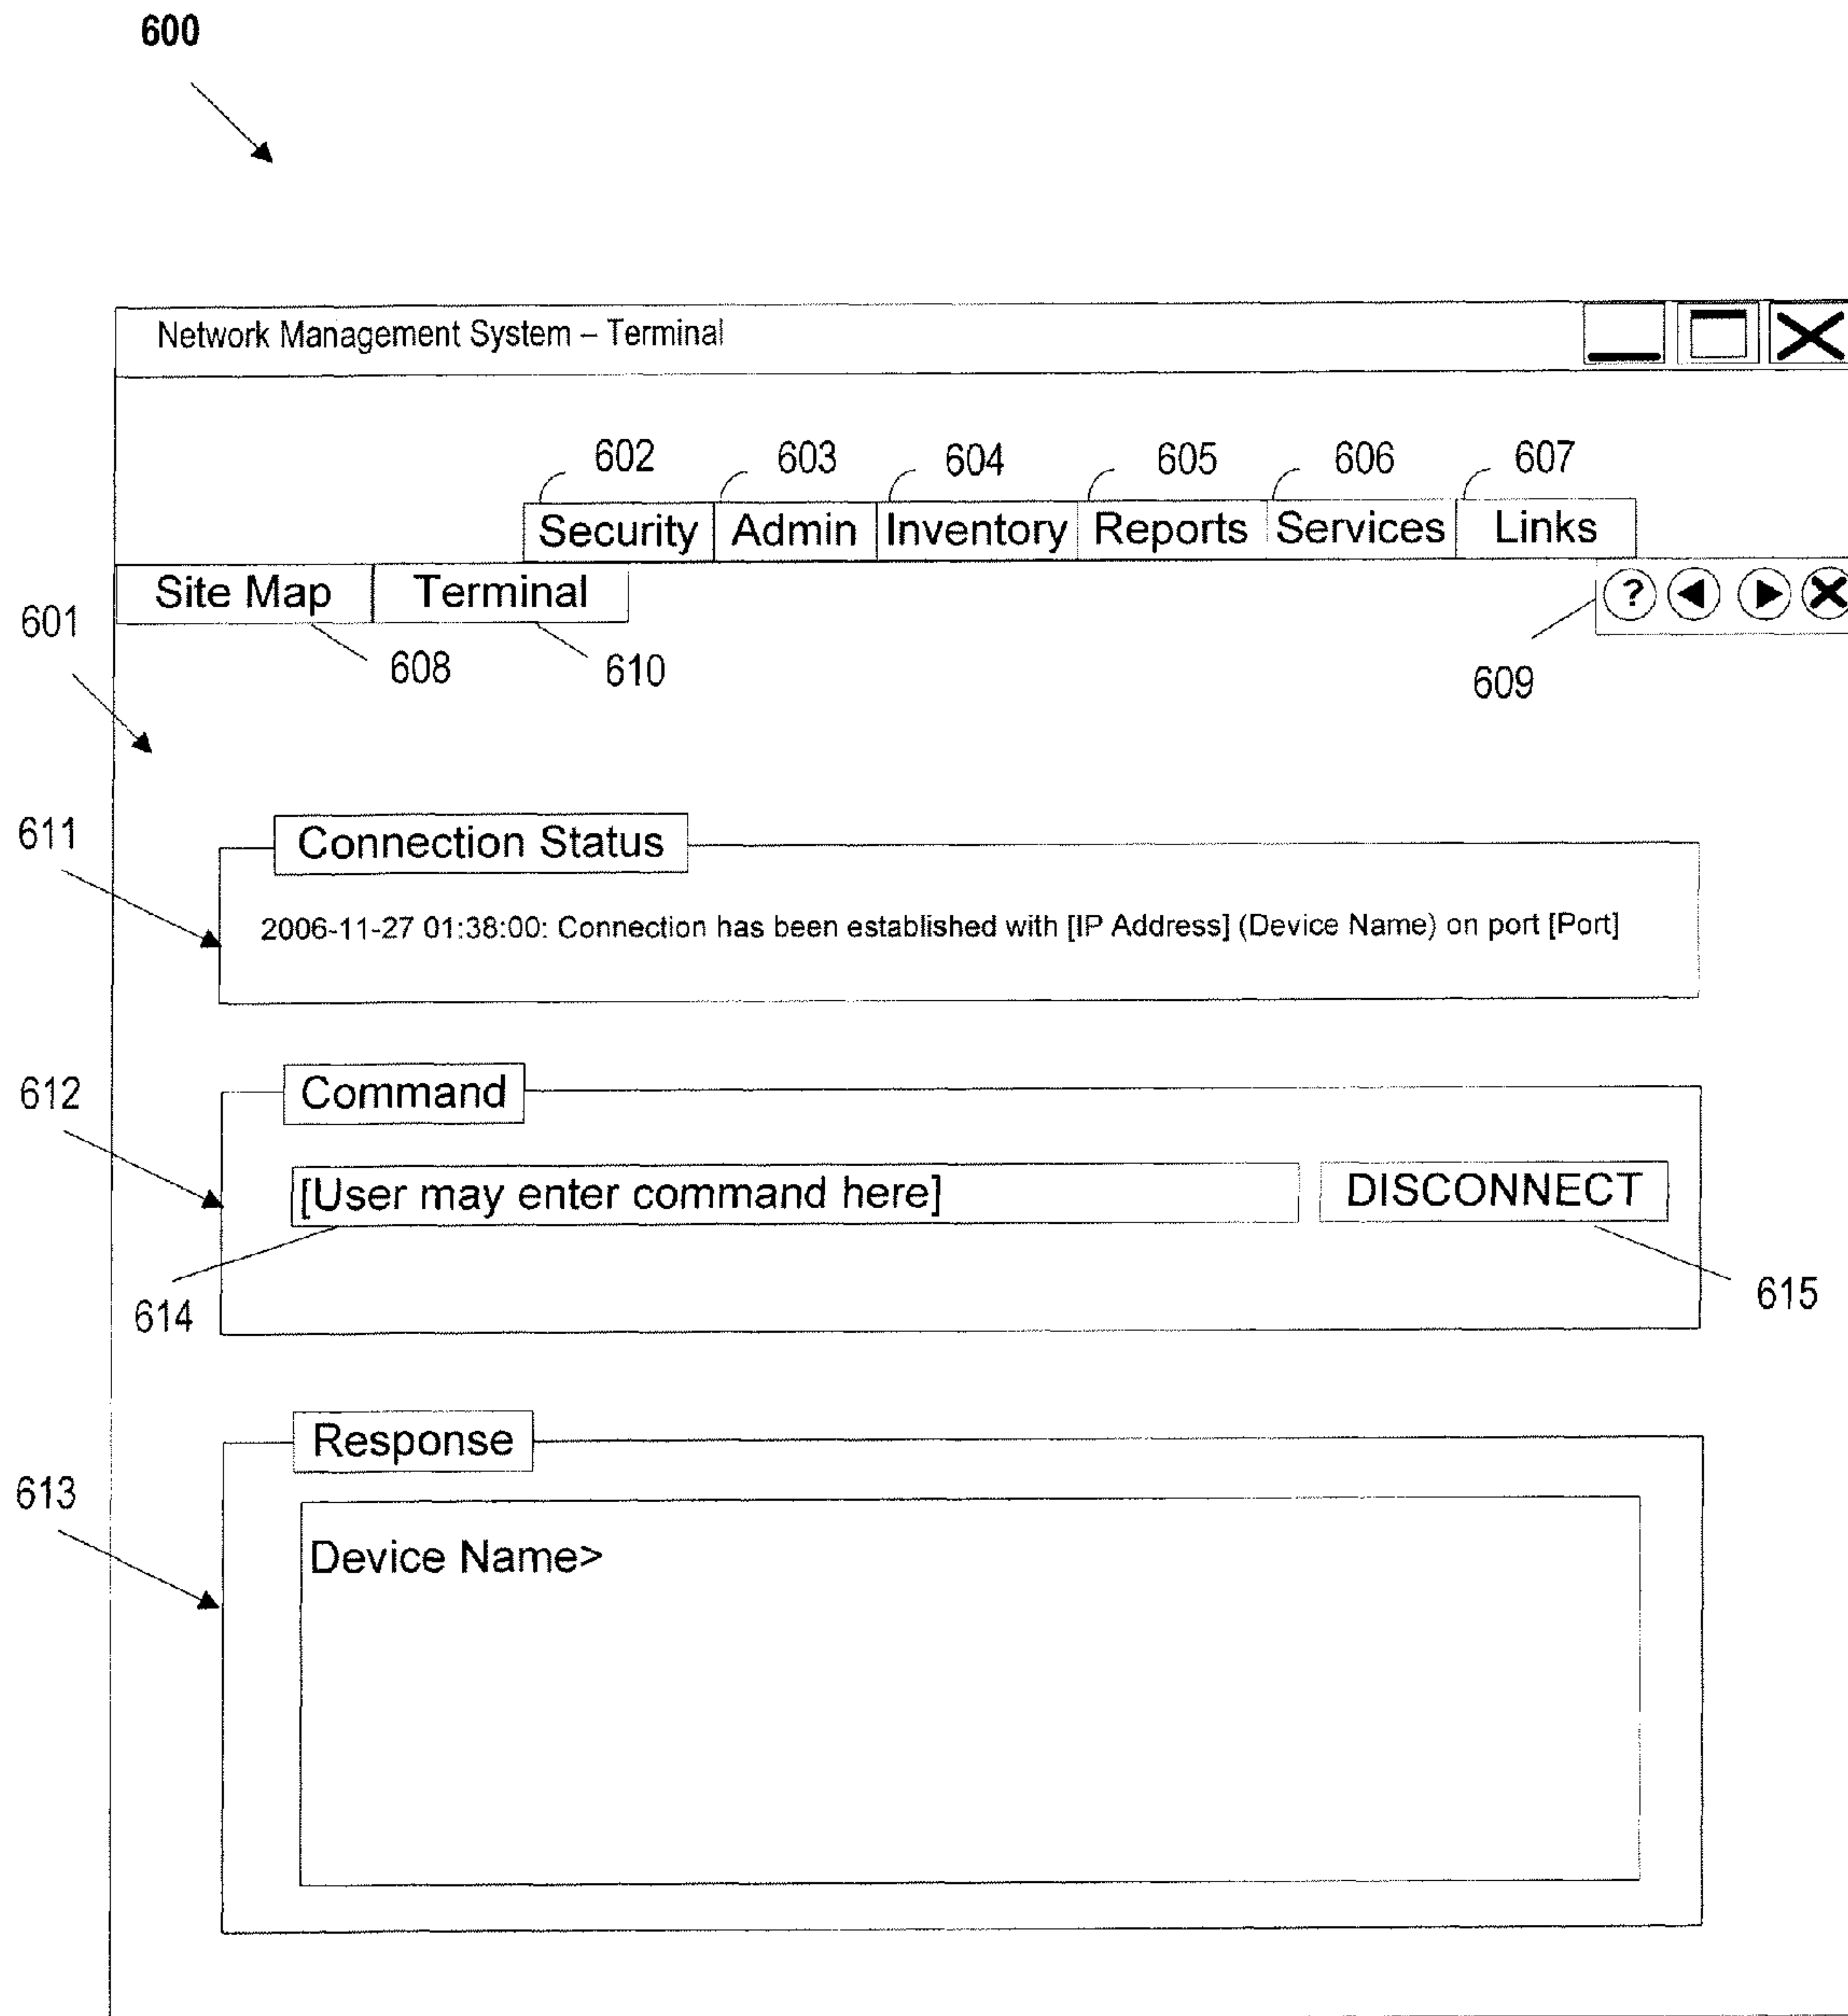 600
Network Management System – Terminal
602 603 604 605 606 607
Security Admin Inventory Reports Services Links
Site Map Terminal ?
601
608 610 609
611
Connection Status
2006-11-27 01:38:00: Connection has been established with [IP Address] (Device Name) on port [Port]
612
Command
[User may enter command here] DISCONNECT
614 615
Response
613
Device Name>